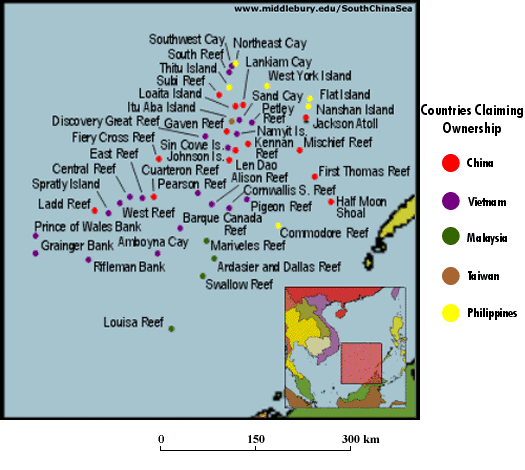 www.middlebury.edu/SouthChinaSea
Southwest Cay
Northeast Cay
South Reef
Lankiam Cay
Thitu Island
West York Island
Subi Reef
Sand Cay
Flat Island
Loaita Island
Itu Aba Island
Petley
Reef
Nanshan Island
Discovery Great Reef
Gaven Reef
Jackson Atoll
Fiery Cross Reef
Namyit Is.
Sin Cowe Is.
Kennan
Reef
Mischief Reef
East Reef
Johnson Is.
Len Dao
Central Reef
Cuarteron Reef
Alison Reef
First Thomas Reef
Spratly Island
Pearson Reef
Cornwallis S. Reef
Ladd Reef
West Reef
Pigeon Reef
Half Moon
Shoal
Barque Canada
Reef
Prince of Wales Bank
Commodore Reef
Grainger Bank
Amboyna Cay
Mariveles Reef
Rifleman Bank
Ardasier and Dallas Reef
Swallow Reef
Louisa Reef
Countries Claiming
Ownership
China
Vietnam
Malaysia
Taiwan
Philippines
0 150 300 km